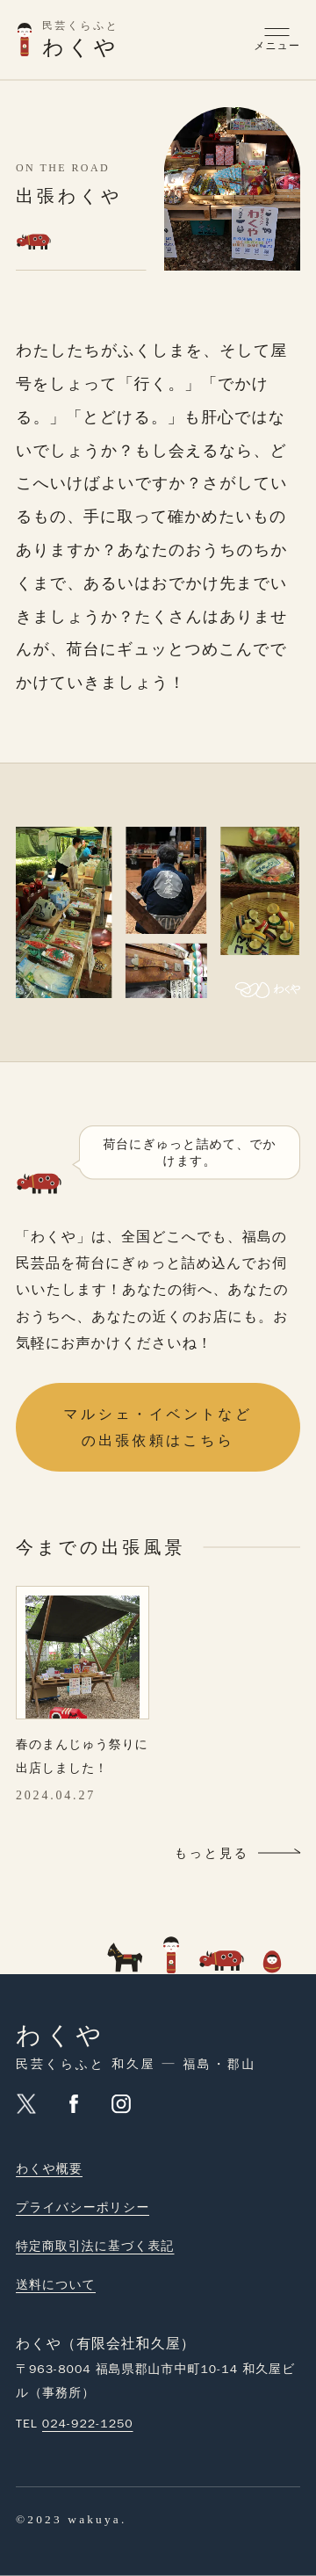 民芸くらふと
わくや
メニュー
ON THE ROAD
出張わくや
わくや
わたしたちがふくしまを、そして屋
号をしょって「行く。」「でかけ
る。」「とどける。」も肝心ではな
いでしょうか？もし会えるなら、ど
こへいけばよいですか？さがしてい
るもの、手に取って確かめたいもの
ありますか？あなたのおうちのちか
くまで、あるいはおでかけ先までい
きましょうか？たくさんはありませ
んが、荷台にギュッとつめこんでで
かけていきましょう！
わくや
荷台にぎゅっと詰めて、でか
けます。
「わくや」は、全国どこへでも、福島の
民芸品を荷台にぎゅっと詰め込んでお伺
いいたします！あなたの街へ、あなたの
おうちへ、あなたの近くのお店にも。お
気軽にお声かけくださいね！
マルシェ・イベントなど
の出張依頼はこちら
今までの出張風景
春のまんじゅう祭りに
出店しました！
2024.04.27
もっと見る
わくや
民芸くらふと 和久屋 — 福島・郡山
わくや概要
プライバシーポリシー
特定商取引法に基づく表記
送料について
わくや（有限会社和久屋）
〒963-8004 福島県郡山市中町10-14 和久屋ビ
ル（事務所）
TEL 024-922-1250
©2023 wakuya.